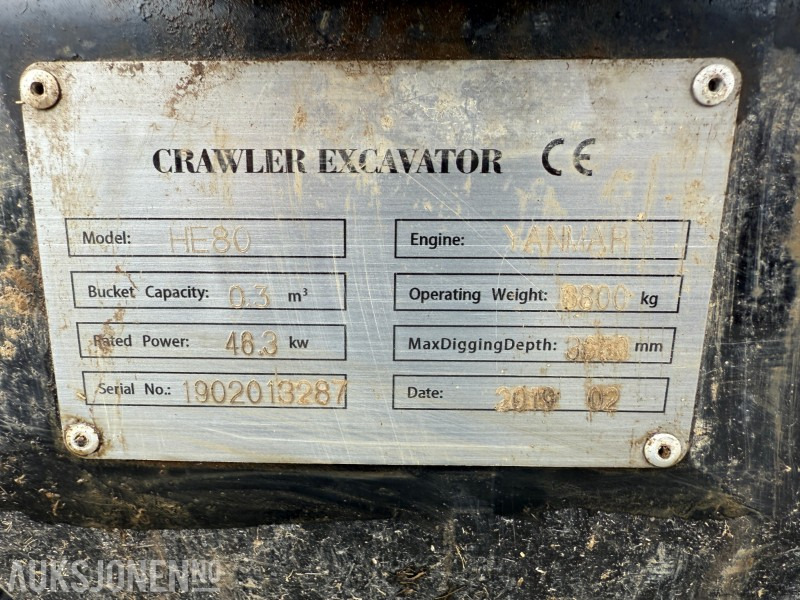 CRAWLER EXCAVATOR CE
Model: HE80
Engine: YANMAR
Bucket Capacity: 0.3 m³
Operating Weight: kg
Rated Power: 46.3 kw
MaxDiggingDepth: mm
Serial No.: 1902013287
Date: 2019 02
AUKSJONEN.NO